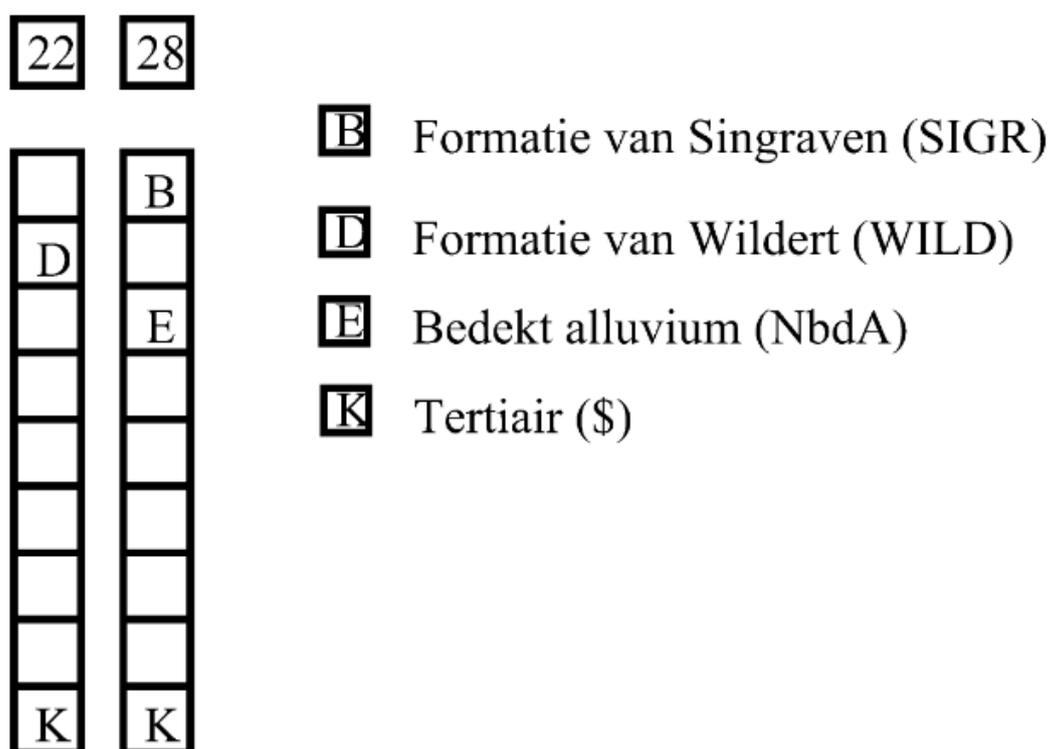 22 28
B Formatie van Singraven (SIGR)
B
D Formatie van Wildert (WILD)
D
E Bedekt alluvium (NbdA)
E
K Tertiair ($)
K K